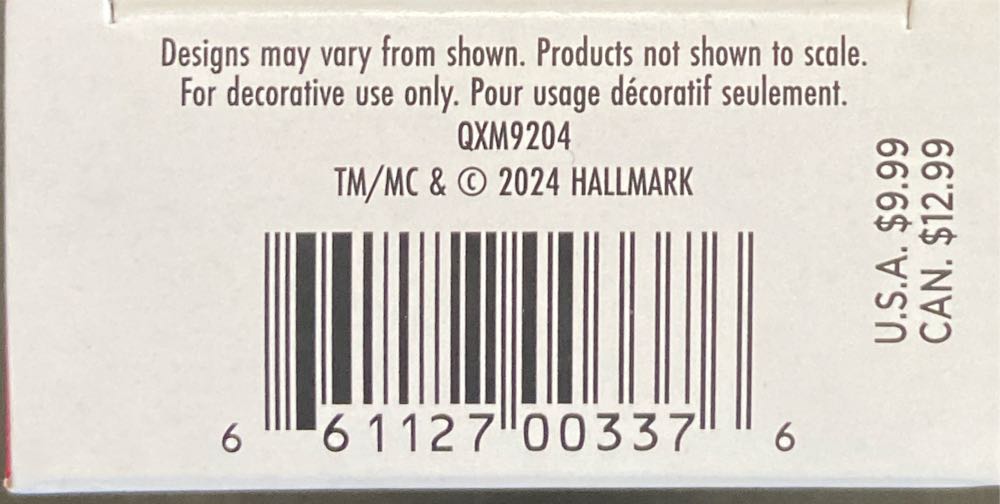 Designs may vary from shown. Products not shown to scale.
For decorative use only. Pour usage décoratif seulement.
QXM9204
TM/MC & © 2024 HALLMARK
U.S.A. $9.99
CAN. $12.99
6 61127 00337 6